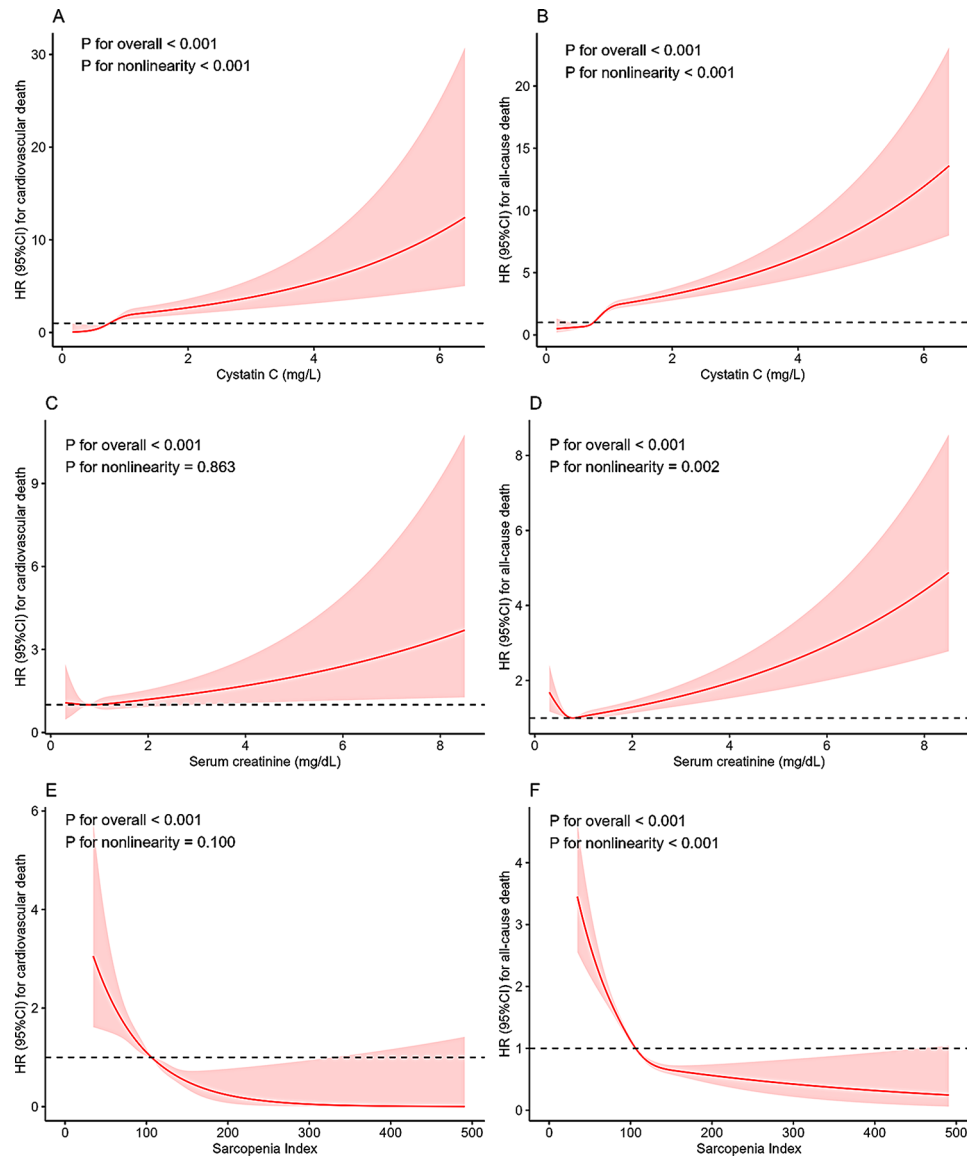 A
P for overall < 0.001
P for nonlinearity < 0.001
HR (95%CI) for cardiovascular death
30
20
10
0
0 2 4 6
Cystatin C (mg/L)
B
P for overall < 0.001
P for nonlinearity < 0.001
HR (95%CI) for all-cause death
20
15
10
5
0
0 2 4 6
Cystatin C (mg/L)
C
P for overall < 0.001
P for nonlinearity = 0.863
HR (95%CI) for cardiovascular death
9
6
3
0
0 2 4 6 8
Serum creatinine (mg/dL)
D
P for overall < 0.001
P for nonlinearity = 0.002
HR (95%CI) for all-cause death
8
6
4
2
0 2 4 6 8
Serum creatinine (mg/dL)
E
P for overall < 0.001
P for nonlinearity = 0.100
HR (95%CI) for cardiovascular death
6
4
2
0
0 100 200 300 400 500
Sarcopenia Index
F
P for overall < 0.001
P for nonlinearity < 0.001
HR (95%CI) for all-cause death
4
3
2
1
0
0 100 200 300 400 500
Sarcopenia Index